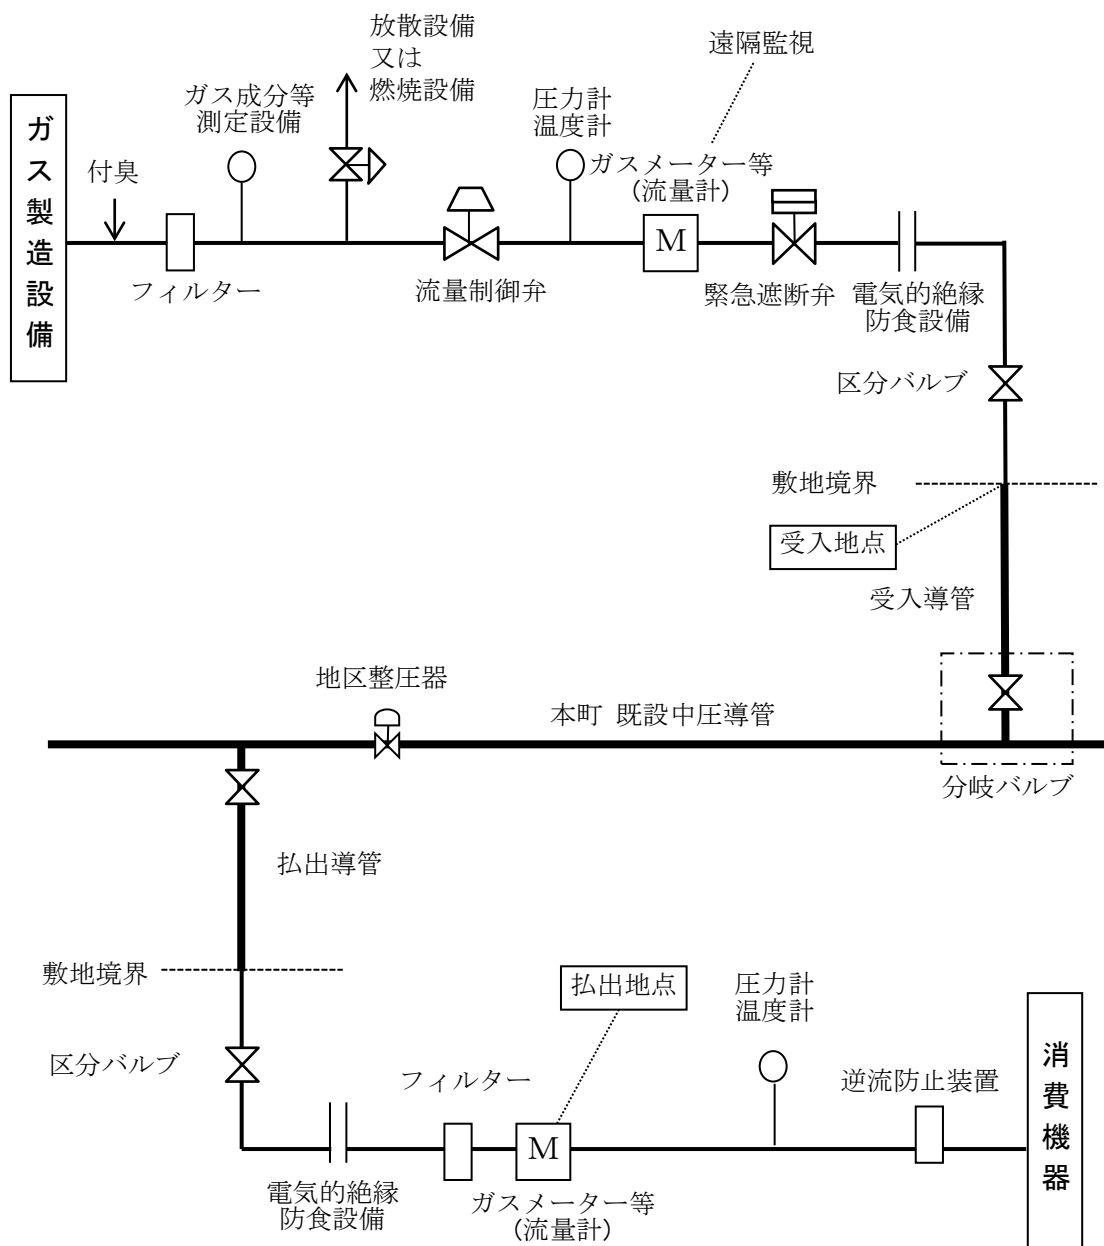 放散設備
又は
燃焼設備
遠隔監視
ガス成分等
測定設備
圧力計
温度計
ガス製造設備
付臭
ガスメーター等
(流量計)
M
フィルター
流量制御弁
緊急遮断弁
電気的絶縁
防食設備
区分バルブ
敷地境界
受入地点
受入導管
地区整圧器
本町 既設中圧導管
分岐バルブ
払出導管
敷地境界
払出地点
圧力計
温度計
区分バルブ
フィルター
逆流防止装置
消費機器
M
電気的絶縁
防食設備
ガスメーター等
(流量計)